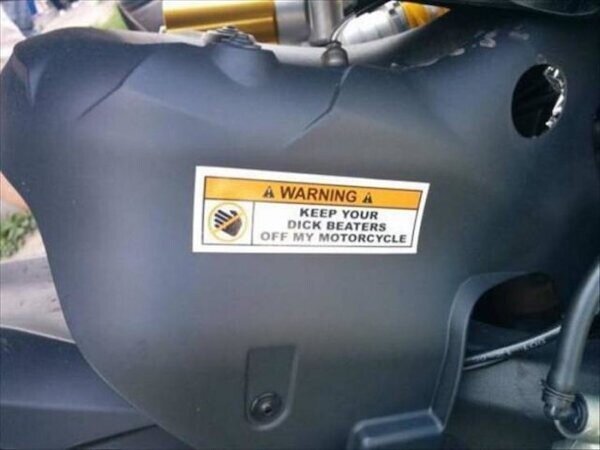 WARNING
KEEP YOUR
DICK BEATERS
OFF MY MOTORCYCLE